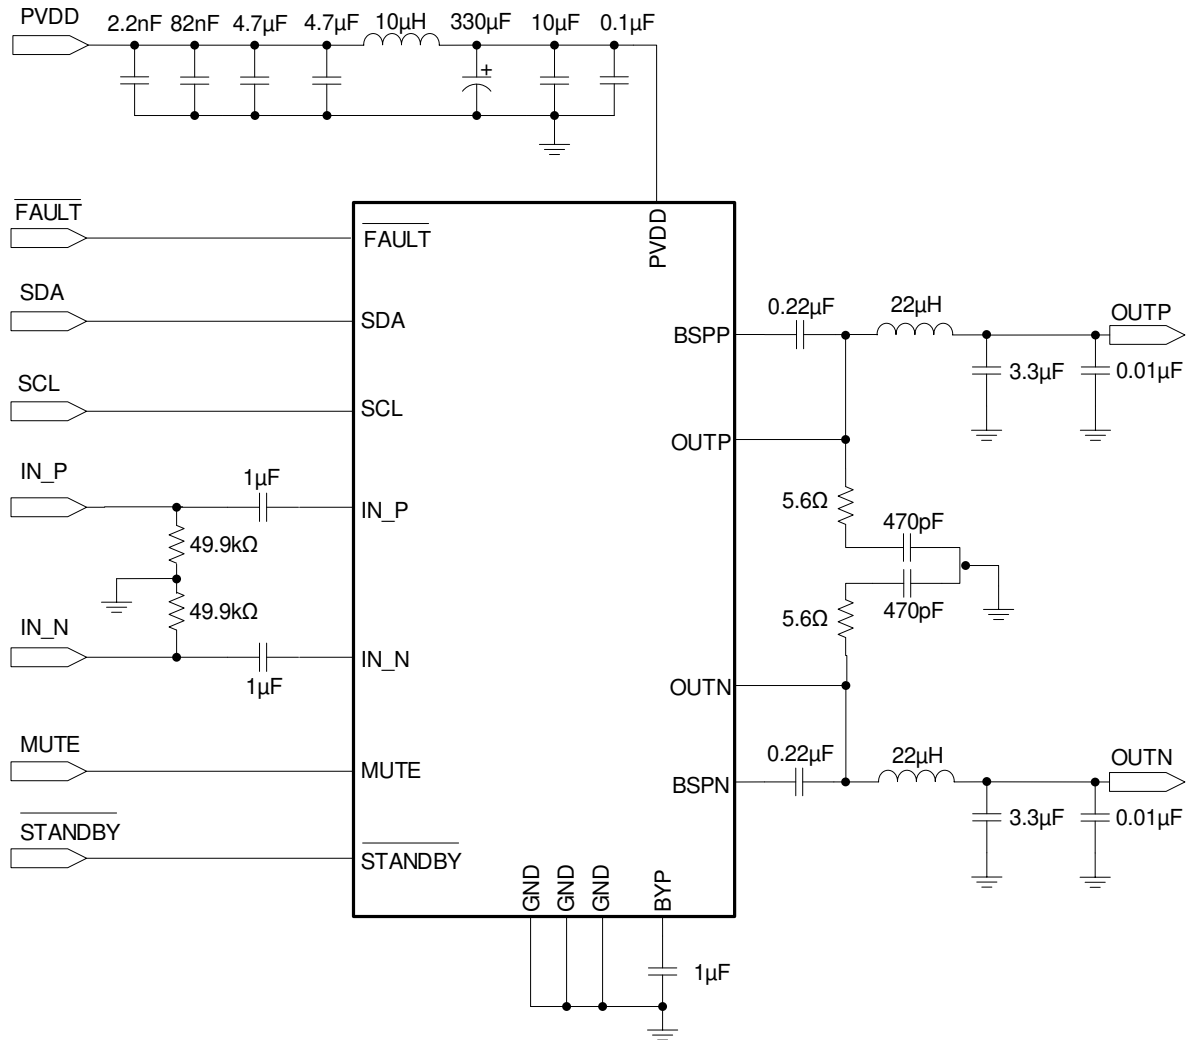 PVDD
2.2nF 82nF 4.7µF 4.7µF 10µH 330µF 10µF 0.1µF
+
FAULT
FAULT
PVDD
SDA
SDA
0.22µF
22µH
OUTP
BSPP
3.3µF
0.01µF
SCL
SCL
OUTP
IN_P
1µF
IN_P
5.6Ω
470pF
49.9kΩ
49.9kΩ
5.6Ω
470pF
IN_N
1µF
IN_N
OUTN
MUTE
MUTE
0.22µF
22µH
OUTN
BSPN
3.3µF
0.01µF
STANDBY
STANDBY
GND
GND
GND
BYP
1µF